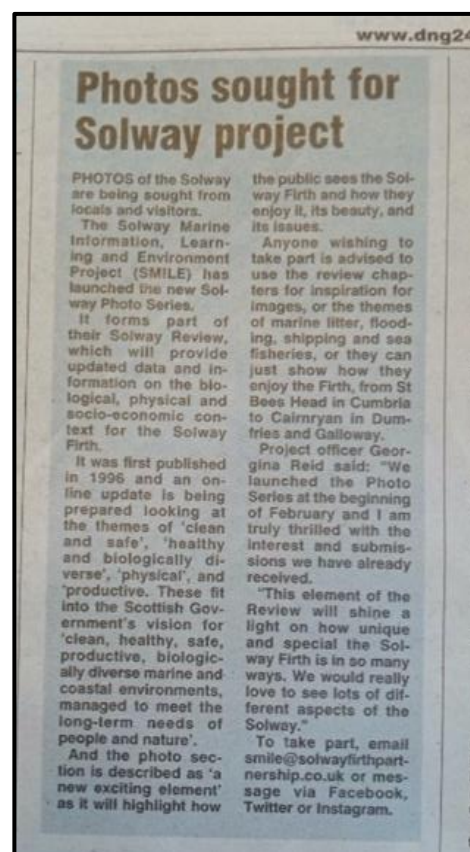 www.dng24
Photos sought for
Solway project
PHOTOS of the Solway
are being sought from
locals and visitors.
The Solway Marine
Information, Learn-
ing and Environment
Project (SMILE) has
launched the new Sol-
way Photo Series.
It forms part of
their Solway Review,
which will provide
updated data and in-
formation on the bio-
logical, physical and
socio-economic con-
text for the Solway
Firth.
It was first published
in 1996 and an on-
line update is being
prepared looking at
the themes of 'clean
and safe', 'healthy
and biologically di-
verse', 'physical', and
'productive. These fit
into the Scottish Gov-
ernment's vision for
'clean, healthy, safe,
productive, biologic-
ally diverse marine and
coastal environments,
managed to meet the
long-term needs of
people and nature'.
And the photo sec-
tion is described as 'a
new exciting element'
as it will highlight how
the public sees the Sol-
way Firth and how they
enjoy it, its beauty, and
its issues.
Anyone wishing to
take part is advised to
use the review chap-
ters for inspiration for
images, or the themes
of marine litter, flood-
ing, shipping and sea
fisheries, or they can
just show how they
enjoy the Firth, from St
Bees Head in Cumbria
to Cairnryan in Dum-
fries and Galloway.
Project officer Geor-
gina Reid said: "We
launched the Photo
Series at the beginning
of February and I am
truly thrilled with the
interest and submis-
sions we have already
received.
"This element of the
Review will shine a
light on how unique
and special the Sol-
way Firth is in so many
ways. We would really
love to see lots of dif-
ferent aspects of the
Solway."
To take part, email
smile@solwayfirthpart-
nership.co.uk or mes-
sage via Facebook,
Twitter or Instagram.